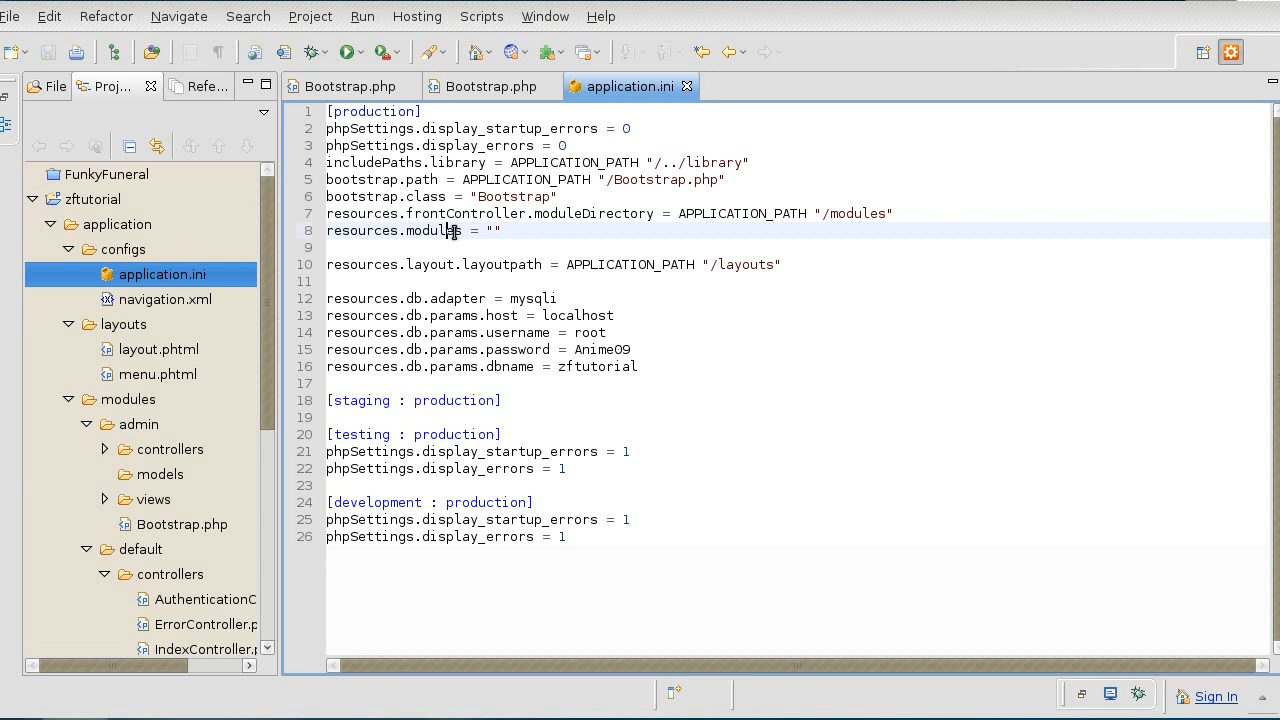 File Edit Refactor Navigate Search Project Run Hosting Scripts Window Help
File Proj... Refe... Bootstrap.php Bootstrap.php application.ini
FunkyFuneral
zftutorial
application
configs
application.ini
navigation.xml
layouts
layout.phtml
menu.phtml
modules
admin
controllers
models
views
Bootstrap.php
default
controllers
AuthenticationC
ErrorController.p
IndexController.p
1 [production]
2 phpSettings.display_startup_errors = 0
3 phpSettings.display_errors = 0
4 includePaths.library = APPLICATION_PATH "/../library"
5 bootstrap.path = APPLICATION_PATH "/Bootstrap.php"
6 bootstrap.class = "Bootstrap"
7 resources.frontController.moduleDirectory = APPLICATION_PATH "/modules"
8 resources.modules = ""
9
10 resources.layout.layoutpath = APPLICATION_PATH "/layouts"
11
12 resources.db.adapter = mysqli
13 resources.db.params.host = localhost
14 resources.db.params.username = root
15 resources.db.params.password = Anime09
16 resources.db.params.dbname = zftutorial
17
18 [staging : production]
19
20 [testing : production]
21 phpSettings.display_startup_errors = 1
22 phpSettings.display_errors = 1
23
24 [development : production]
25 phpSettings.display_startup_errors = 1
26 phpSettings.display_errors = 1
Sign In